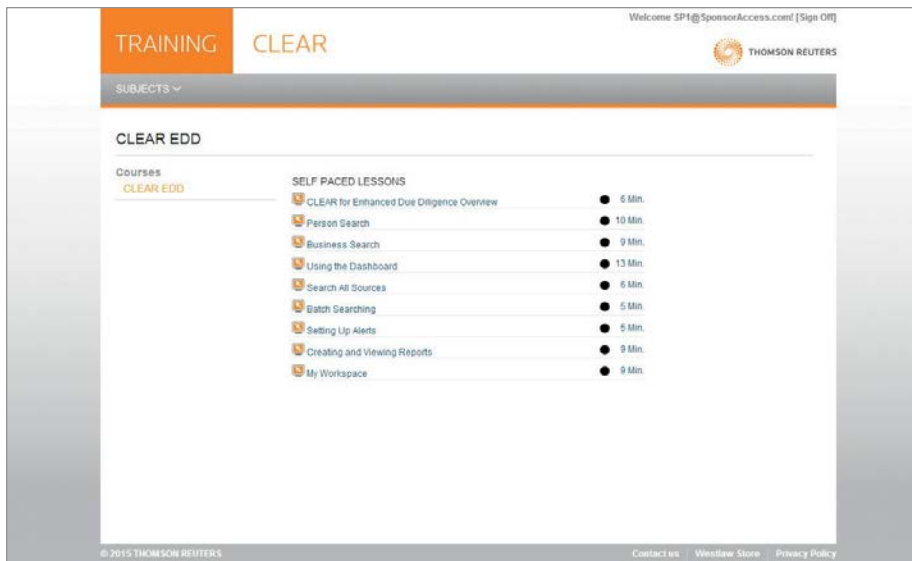 Welcome SP1@SponsorAccess.com! [Sign Off]
TRAINING CLEAR
THOMSON REUTERS
SUBJECTS
CLEAR EDD
Courses
CLEAR EDD
SELF PACED LESSONS
CLEAR for Enhanced Due Diligence Overview 6 Min.
Person Search 10 Min.
Business Search 9 Min.
Using the Dashboard 13 Min.
Search All Sources 6 Min.
Batch Searching 5 Min.
Setting Up Alerts 5 Min.
Creating and Viewing Reports 9 Min.
My Workspace 9 Min.
© 2015 THOMSON REUTERS Contact us | Westlaw Store | Privacy Policy